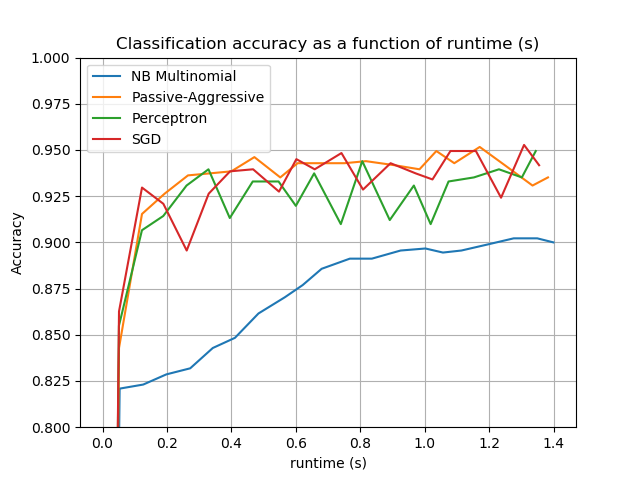 Classification accuracy as a function of runtime (s)
NB Multinomial
Passive-Aggressive
Perceptron
SGD
Accuracy
1.000
0.975
0.950
0.925
0.900
0.875
0.850
0.825
0.800
0.0 0.2 0.4 0.6 0.8 1.0 1.2 1.4
runtime (s)